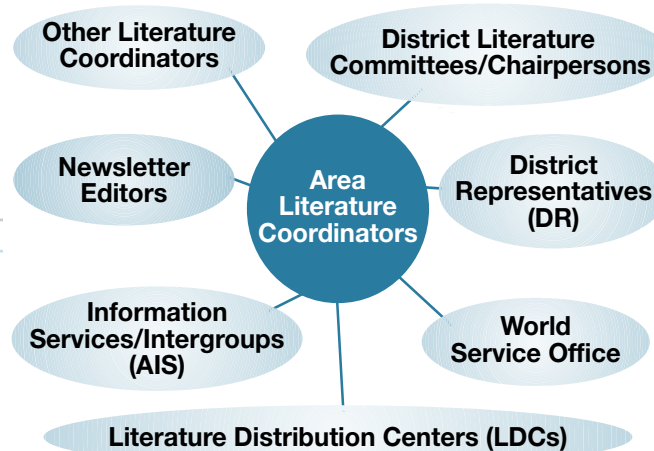 Other Literature
Coordinators
District Literature
Committees/Chairpersons
Newsletter
Editors
Area
Literature
Coordinators
District
Representatives
(DR)
Information
Services/Intergroups
(AIS)
World
Service Office
Literature Distribution Centers (LDCs)